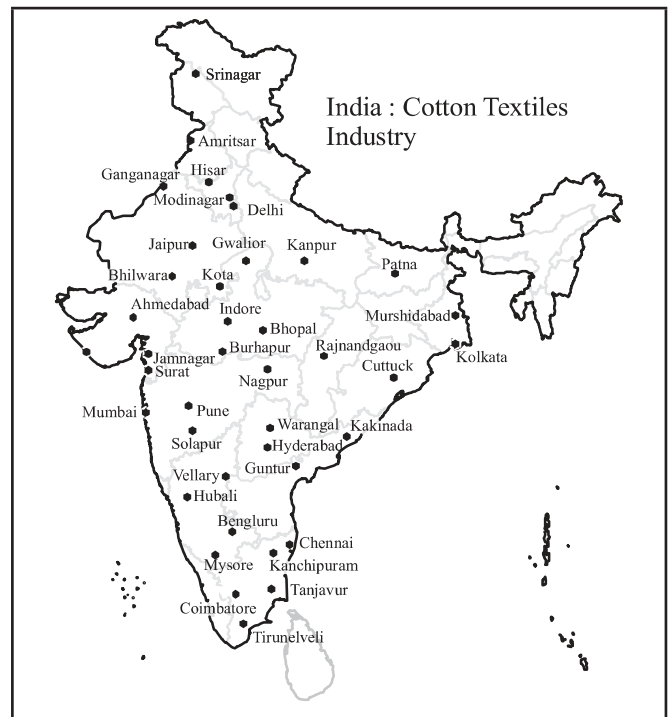 Srinagar
India : Cotton Textiles
Industry
Amritsar
Ganganagar
Hisar
Modinagar
Delhi
Jaipur
Gwalior
Kanpur
Patna
Bhilwara
Kota
Ahmedabad
Indore
Murshidabad
Bhopal
Jamnagar
Burhapur
Rajnandgaou
Kolkata
Surat
Nagpur
Cuttuck
Mumbai
Pune
Warangal
Kakinada
Solapur
Hyderabad
Guntur
Vellary
Hubali
Bengluru
Chennai
Mysore
Kanchipuram
Tanjavur
Coimbatore
Tirunelveli